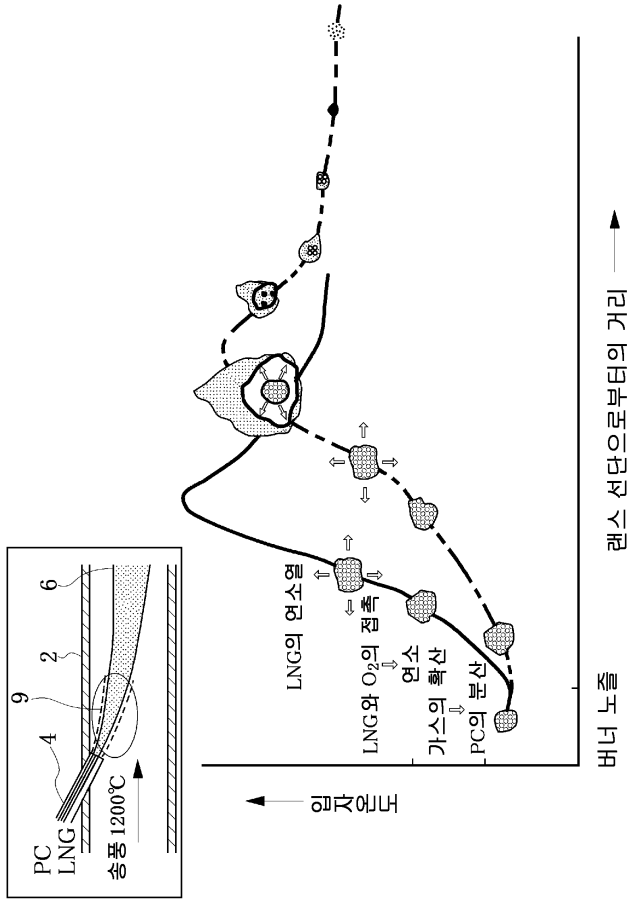 PC
LNG
4
9
2
6
송풍 1200℃
입자온도
LNG의 연소열
LNG와 O₂의 접촉
⇨연소
가스의 확산
⇨
PC의 분산
버너 노즐
랜스 선단으로부터의 거리